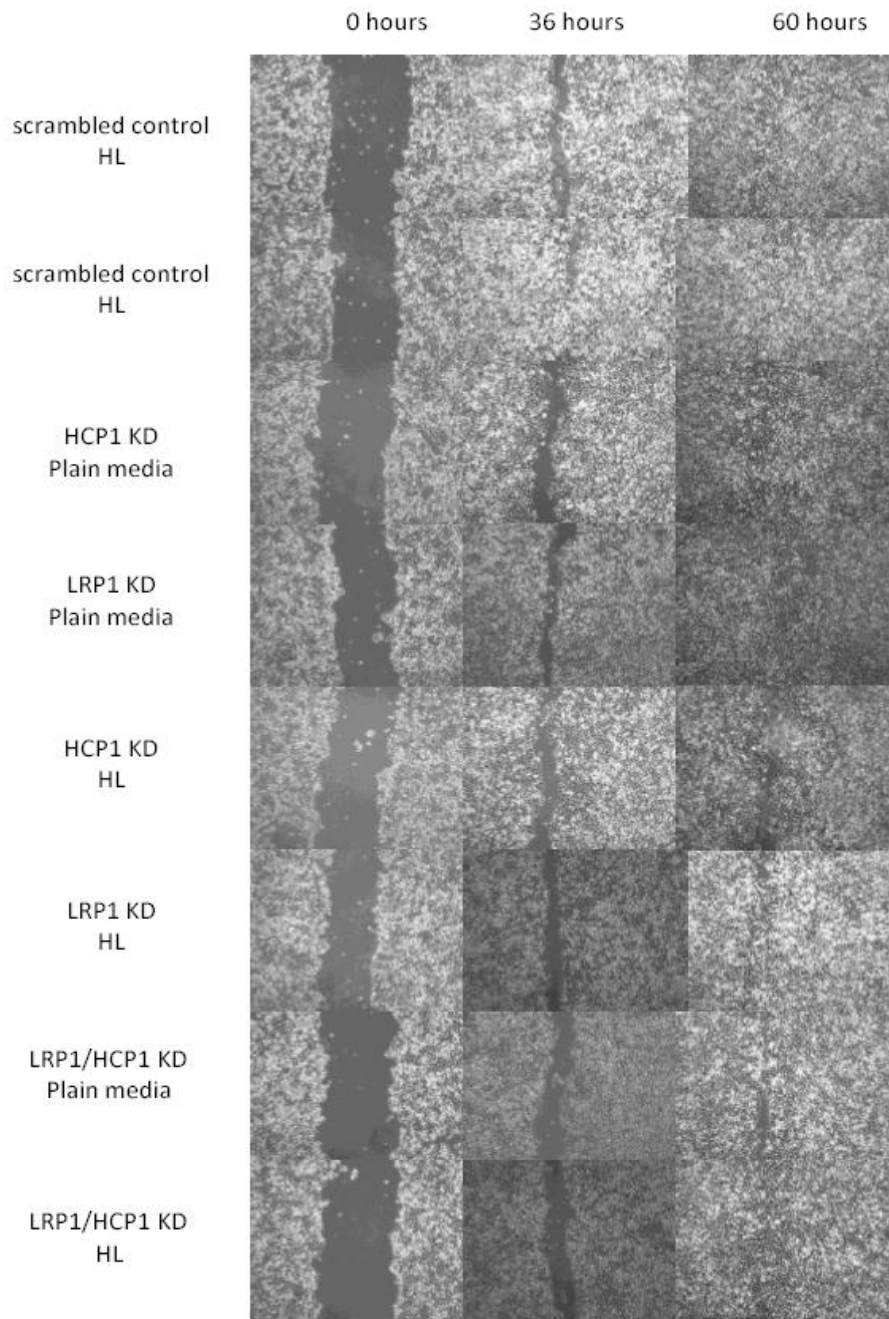 0 hours 36 hours 60 hours
scrambled control
HL
scrambled control
HL
HCP1 KD
Plain media
LRP1 KD
Plain media
HCP1 KD
HL
LRP1 KD
HL
LRP1/HCP1 KD
Plain media
LRP1/HCP1 KD
HL